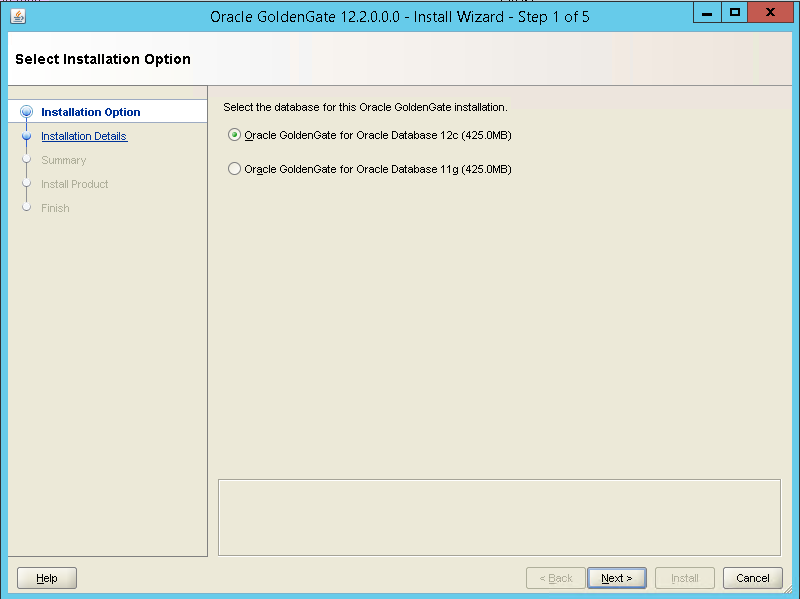 Oracle GoldenGate 12.2.0.0.0 - Install Wizard - Step 1 of 5
Select Installation Option
Installation Option
Installation Details
Summary
Install Product
Finish
Select the database for this Oracle GoldenGate installation.
Oracle GoldenGate for Oracle Database 12c (425.0MB)
Oracle GoldenGate for Oracle Database 11g (425.0MB)
Help
< Back
Next >
Install
Cancel